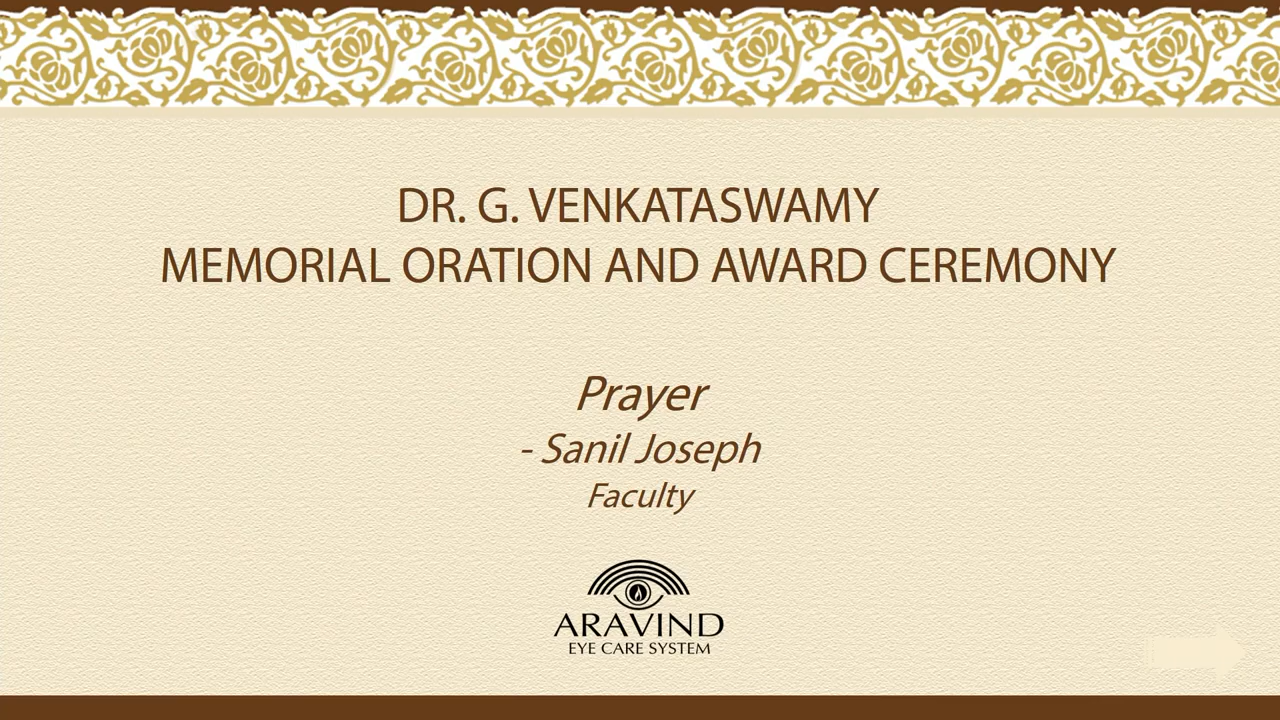 DR. G. VENKATASWAMY
MEMORIAL ORATION AND AWARD CEREMONY
Prayer
- Sanil Joseph
Faculty
ARAVIND
EYE CARE SYSTEM